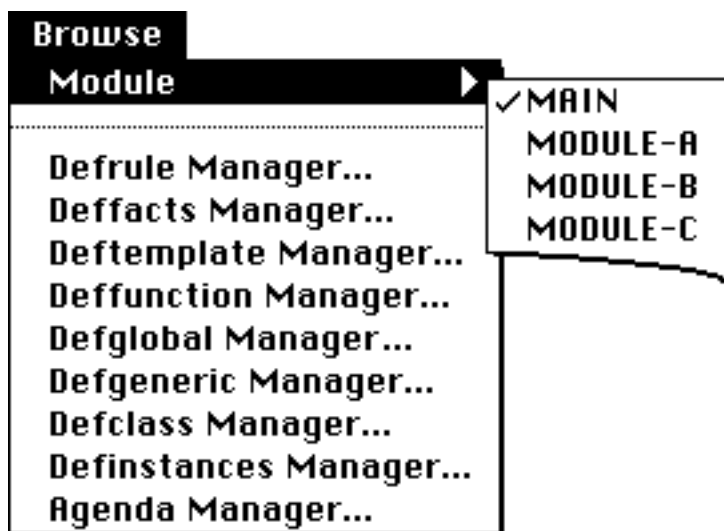 Browse
Module
✓MAIN
MODULE-A
MODULE-B
MODULE-C
Defrule Manager...
Deffacts Manager...
Deftemplate Manager...
Deffunction Manager...
Defglobal Manager...
Defgeneric Manager...
Defclass Manager...
Definstances Manager...
Agenda Manager...